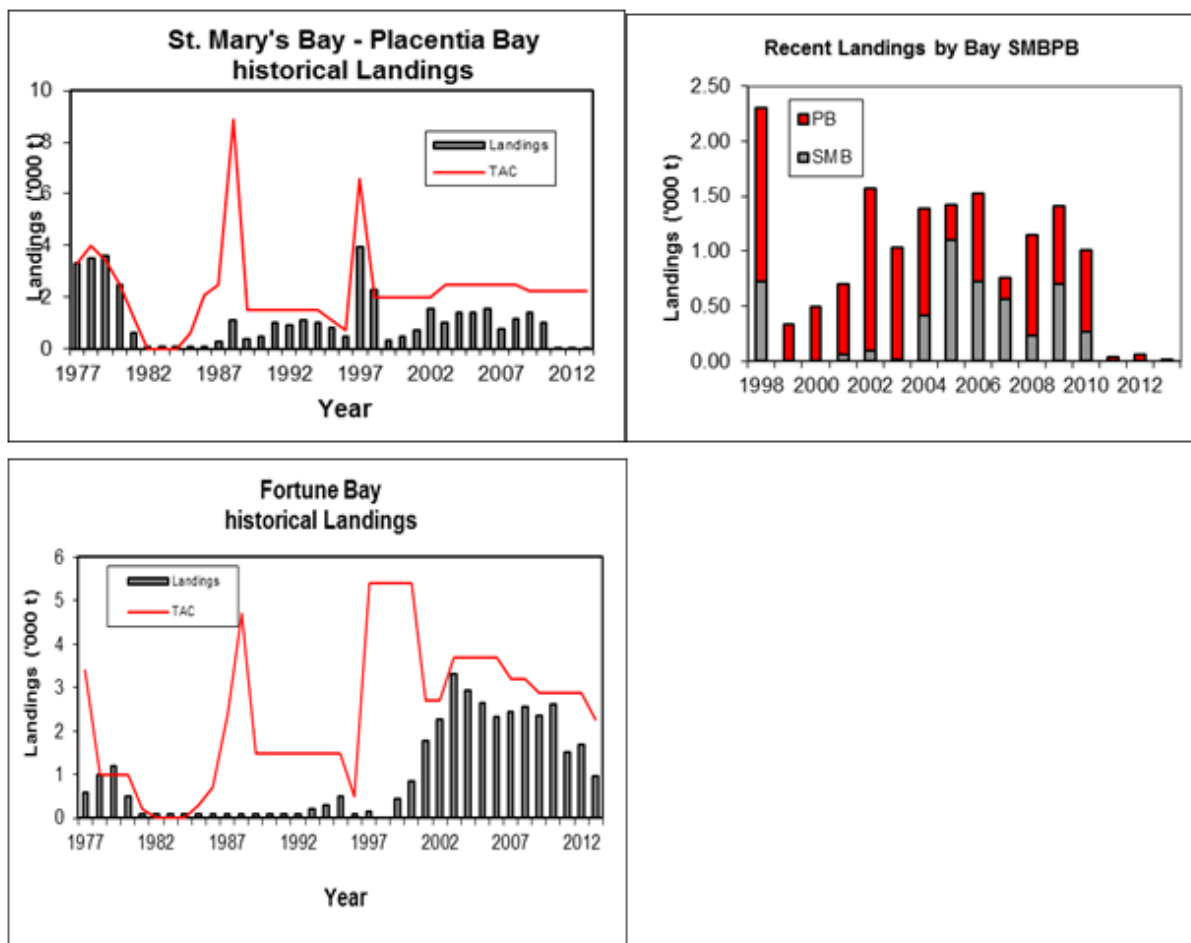 St. Mary's Bay - Placentia Bay
historical Landings
Landings ('000 t)
10
8
6
4
2
0
Landings
TAC
1977 1982 1987 1992 1997 2002 2007 2012
Year
Recent Landings by Bay SMBPB
Landings ('000 t)
2.50
2.00
1.50
1.00
0.50
0.00
PB
SMB
1998 2000 2002 2004 2006 2008 2010 2012
Fortune Bay
historical Landings
Landings ('000 t)
6
5
4
3
2
1
0
Landings
TAC
1977 1982 1987 1992 1997 2002 2007 2012
Year